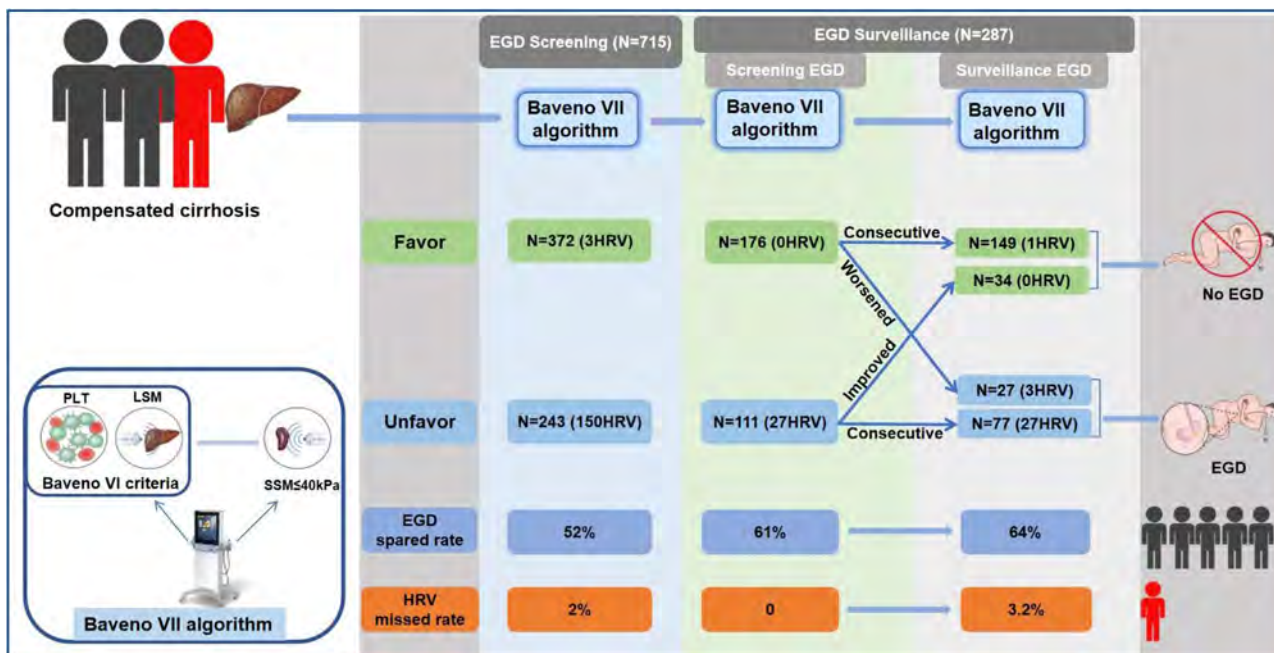 EGD Screening (N=715)
EGD Surveillance (N=287)
Screening EGD
Surveillance EGD
Baveno VII
algorithm
Baveno VII
algorithm
Baveno VII
algorithm
Compensated cirrhosis
Favor
N=372 (3HRV)
N=176 (0HRV)
Consecutive
Worsened
N=149 (1HRV)
N=34 (0HRV)
No EGD
Unfavor
N=243 (150HRV)
N=111 (27HRV)
Improved
Consecutive
N=27 (3HRV)
N=77 (27HRV)
EGD
PLT
LSM
Baveno VI criteria
SSM≤40kPa
Baveno VII algorithm
EGD
spared rate
52%
61%
64%
HRV
missed rate
2%
0
3.2%